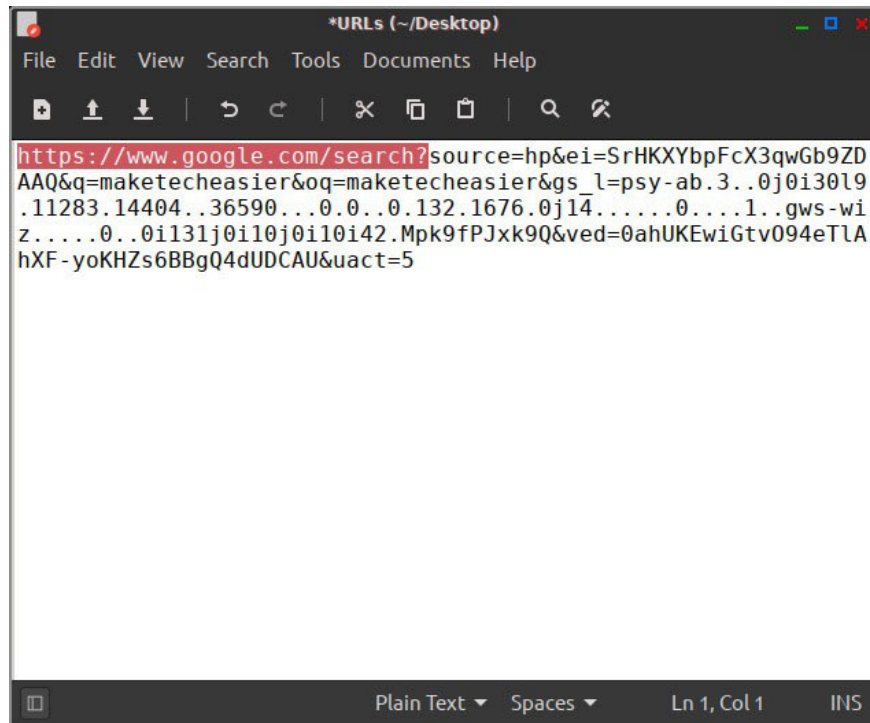 *URLs (~/Desktop)
File Edit View Search Tools Documents Help
https://www.google.com/search?source=hp&ei=SrHKXYbpFcX3qwGb9ZD
AAQ&q=maketecheasier&oq=maketecheasier&gs_l=psy-ab.3..0j0i30l9
.11283.14404..36590...0.0..0.132.1676.0j14......0....1..gws-wi
z.....0..0i131j0i10j0i10i42.Mpk9fPJxk9Q&ved=0ahUKEwiGtvO94eTlA
hXF-yoKHZs6BBgQ4dUDCAU&uact=5
Plain Text Spaces Ln 1, Col 1 INS